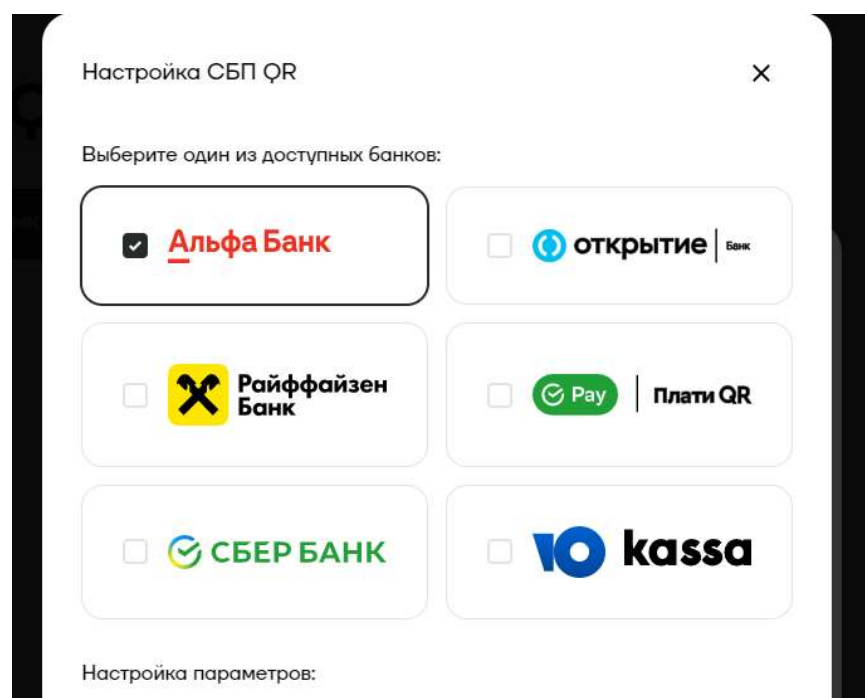 Настройка СБП QR
Выберите один из доступных банков:
Альфа Банк
открытие Банк
Райффайзен
Банк
Pay Плати QR
СБЕР БАНК
Ю kassa
Настройка параметров: